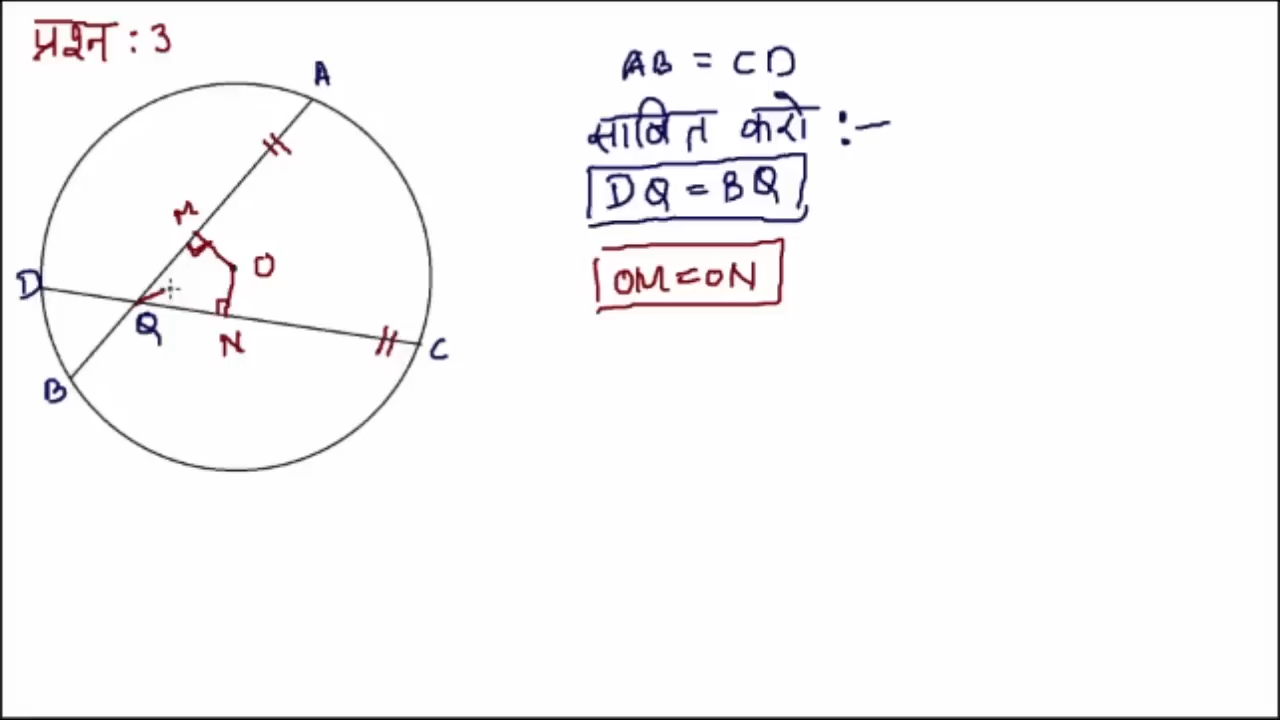 प्रश्न : 3
AB = CD
साबित करो :-
DQ = BQ
OM = ON
A
M
O
D
Q
N
C
B